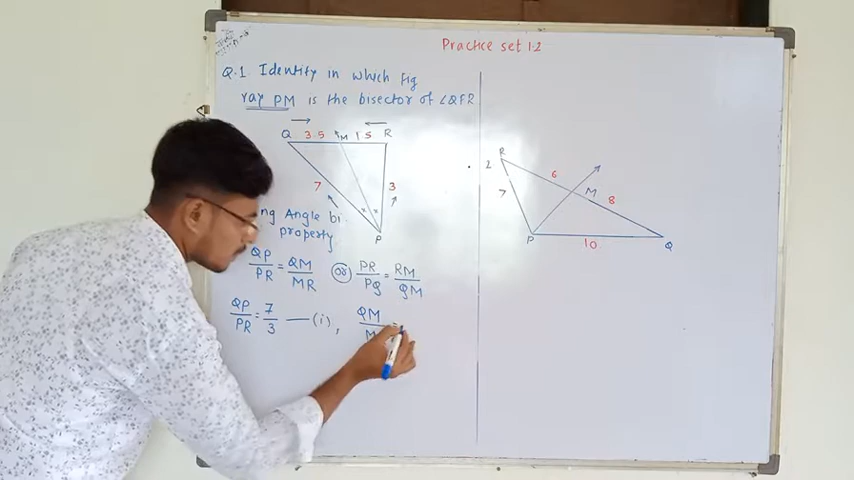 Practice set 1.2
Q.1 Identity in which fig
ray PM is the bisector of ∠QPR
Q 3 5 M 1 5 R
7
3
P
ng Angle bi
property
QP/PR = QM/MR or PR/PQ = RM/QM
QP/PR = 7/3 — (i), QM/M =
2
R
6
M
8
7
P
10
Q